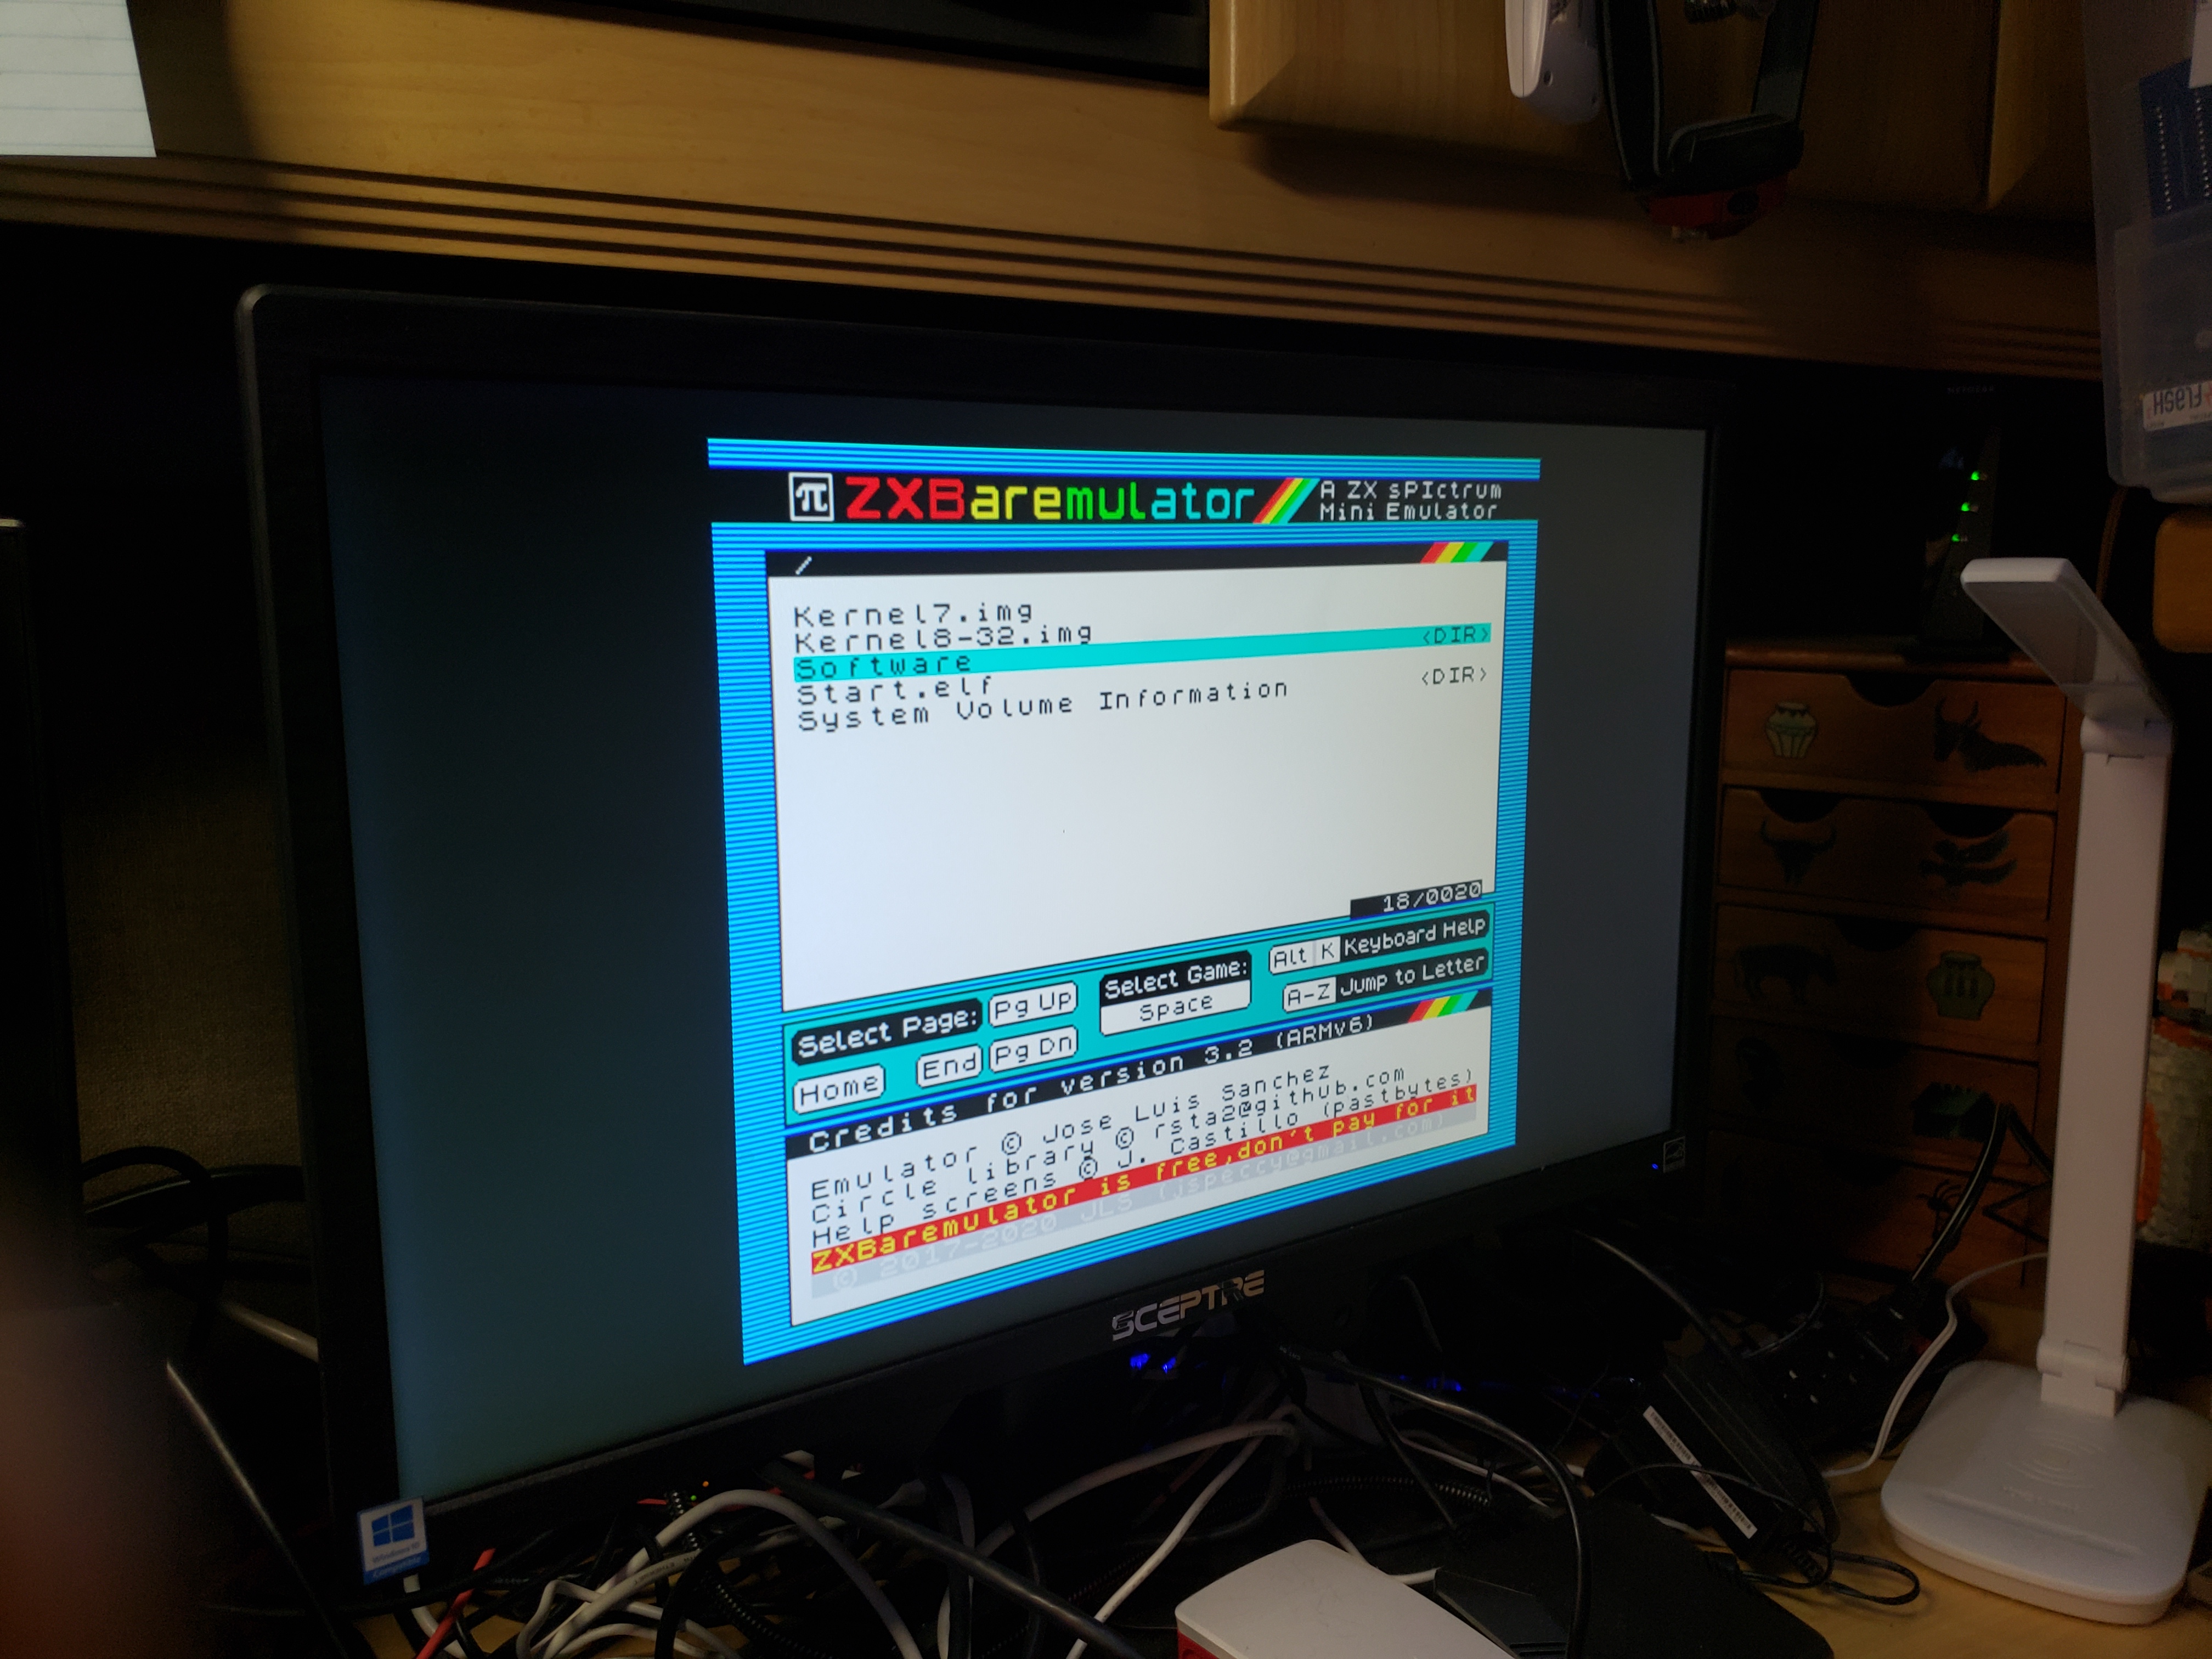 π ZXBaremulator A ZX sPIctrum
Mini Emulator
/
Kernel7.img
Kernel8-32.img
Software <DIR>
Start.elf
System Volume Information <DIR>
18/0020
Select Page: Pg Up
Home End Pg Dn
Select Game:
Space
Alt K Keyboard Help
A-Z Jump to Letter
Credits for version 3.2 (ARMv6)
Emulator © Jose Luis Sanchez
Circle library © rsta2@github.com
Help screens © J. Castillo (pastbytes)
ZXBaremulator is free,don't pay for it
© 2017-2020 JLS (jspeccy@gmail.com)
SCEPTRE
Windows 10
Flash